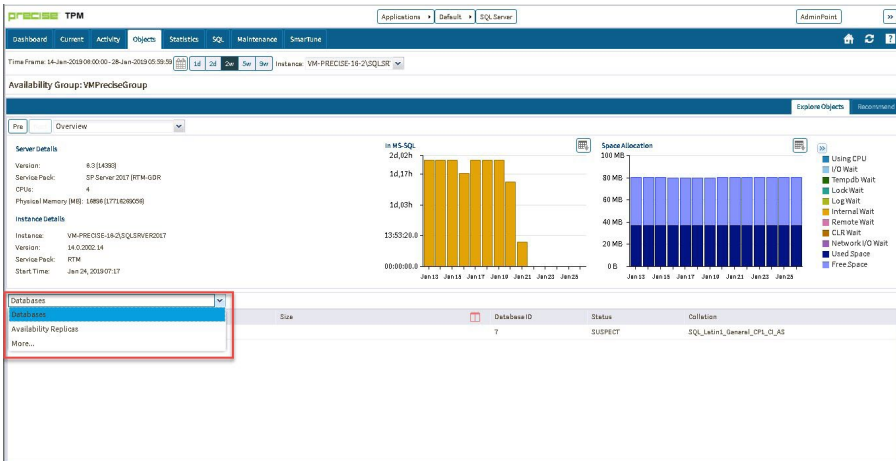 precise TPM
Applications Default SQL Server
AdminPoint
»
Dashboard Current Activity Objects Statistics SQL Maintenance Smartune
?
Time Frame: 14-Jan-2019 06:00:00 - 28-Jan-2019 05:59:59 1d 2d 2w 5w 9w Instance: VM-PRECISE-16-2\SQLSR
Availability Group: VMPreciseGroup
Explore Objects Recommend
Pre Overview
Server Details
Version: 6.3 [14393]
Service Pack: SP Server 2017 [RTM-GDR
CPUs: 4
Physical Memory (MB): 16896 (17716269056)
Instance Details
Instance: VM-PRECISE-16-2\SQLSRVER2017
Version: 14.0.2002.14
Service Pack: RTM
Start Time: Jan 24, 2019 07:17
In MS-SQL
2d,02h
1d,17h
1d,03h
13:53:20.0
00:00:00.0
Jan 13 Jan 15 Jan 17 Jan 19 Jan 21 Jan 23 Jan 25
Space Allocation
100 MB
80 MB
60 MB
40 MB
20 MB
0 B
Jan 13 Jan 15 Jan 17 Jan 19 Jan 21 Jan 23 Jan 25
»
Using CPU
I/O Wait
Tempdb Wait
Lock Wait
Log Wait
Internal Wait
Remote Wait
CLR Wait
Network I/O Wait
Used Space
Free Space
Databases
Databases
Availability Replicas
More...
Size Database ID Status Collation
7 SUSPECT SQL_Latin1_General_CP1_CI_AS